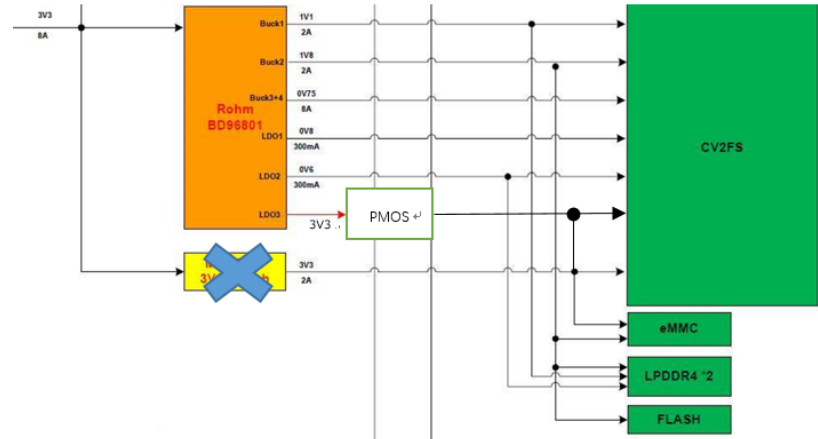 3V3
8A
Rohm
BD96801
Buck1
Buck2
Buck3+4
LDO1
LDO2
LDO3
1V1
2A
1V8
2A
0V75
8A
0V8
300mA
0V6
300mA
3V3
PMOS ↵
3V3
2A
CV2FS
eMMC
LPDDR4 *2
FLASH